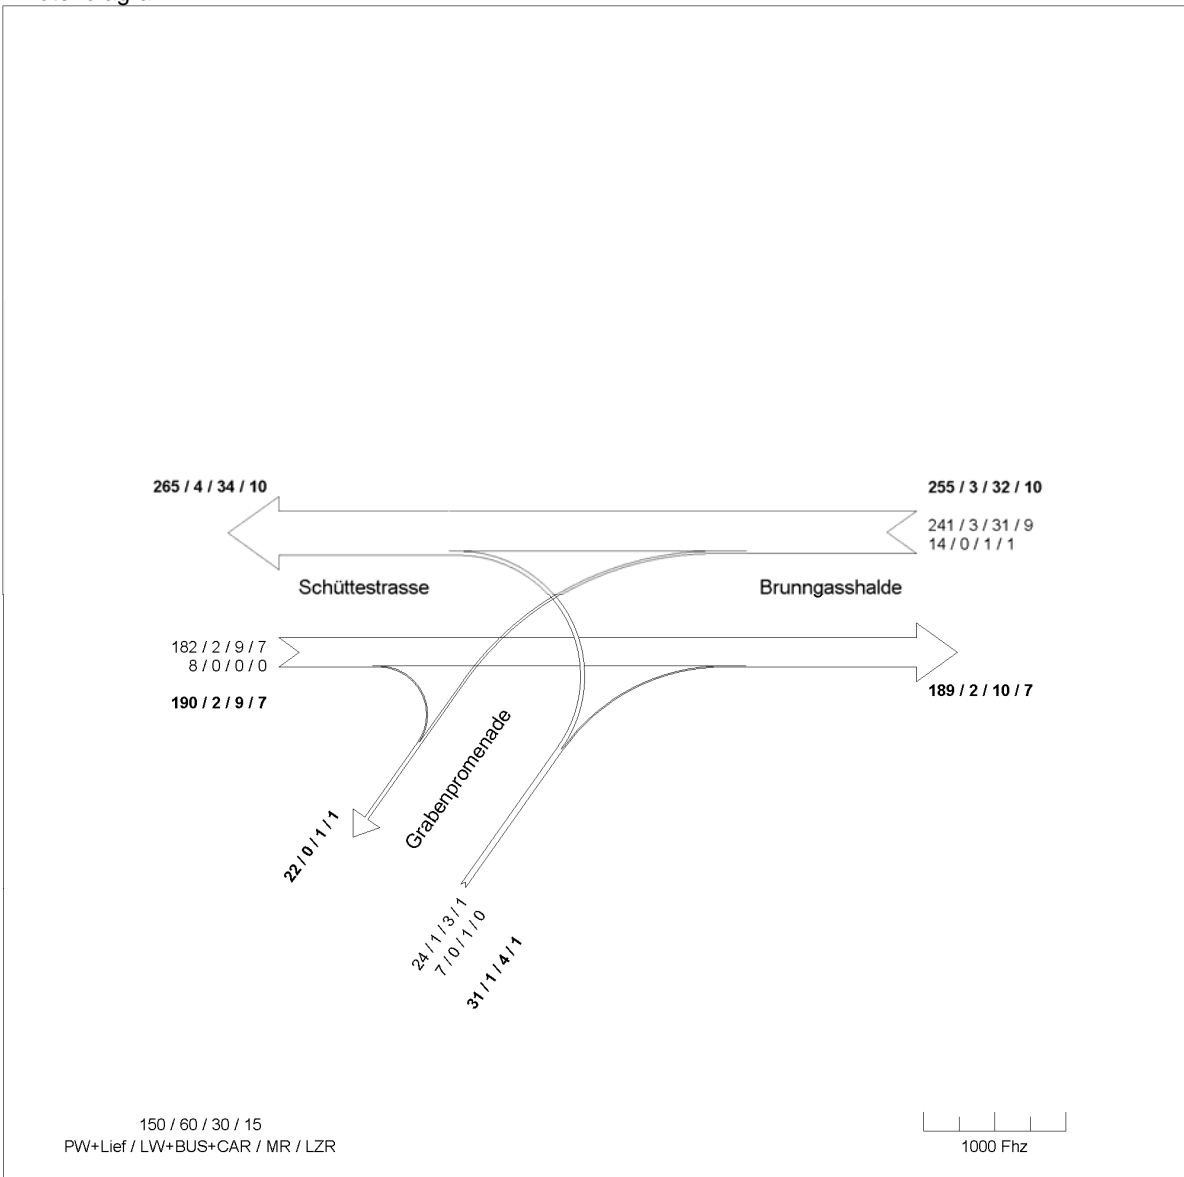 265 / 4 / 34 / 10
255 / 3 / 32 / 10
241 / 3 / 31 / 9
14 / 0 / 1 / 1
Schüttestrasse
Brunngasshalde
182 / 2 / 9 / 7
8 / 0 / 0 / 0
190 / 2 / 9 / 7
189 / 2 / 10 / 7
Grabenpromenade
22 / 0 / 1 / 1
24 / 1 / 3 / 1
7 / 0 / 1 / 0
31 / 1 / 4 / 1
150 / 60 / 30 / 15
PW+Lief / LW+BUS+CAR / MR / LZR
1000 Fhz